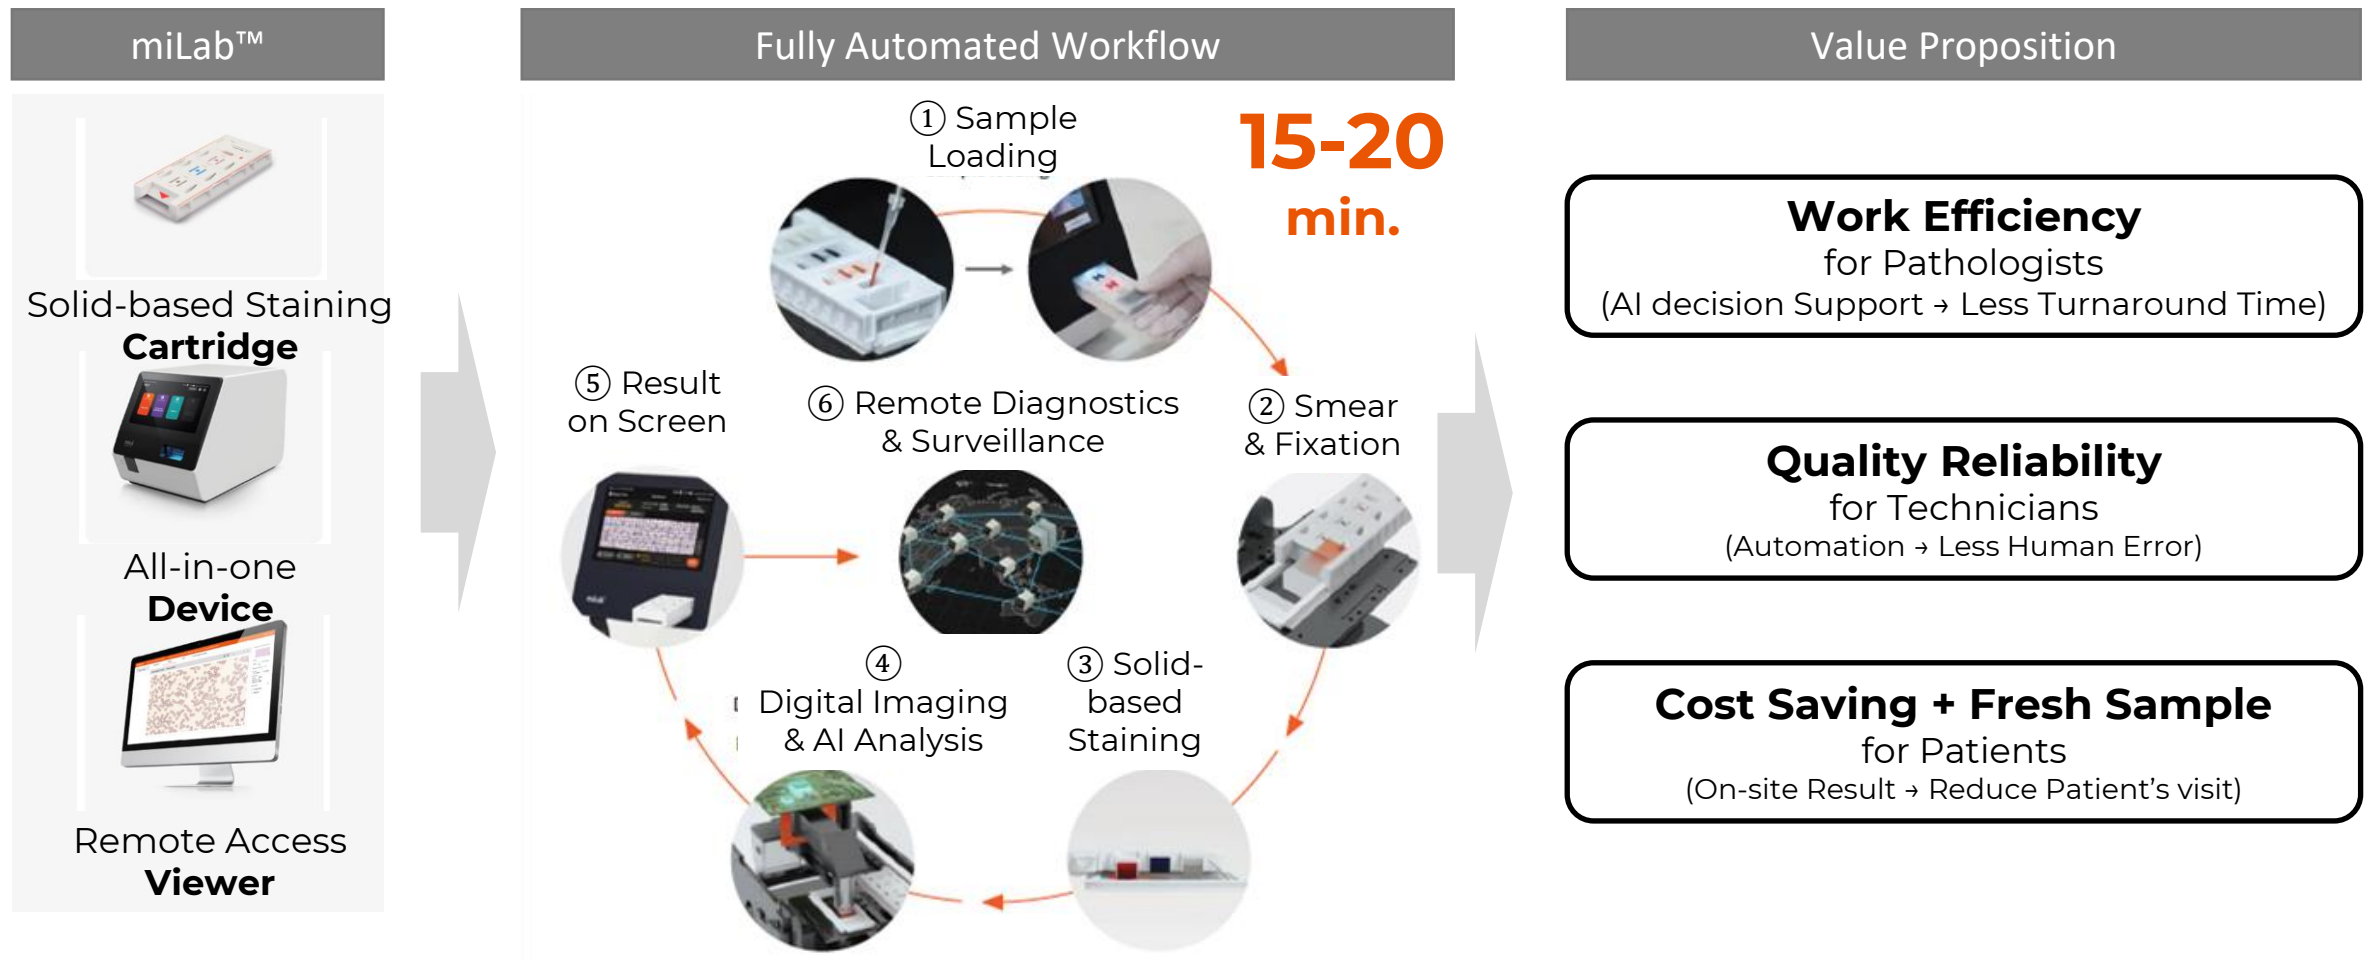 miLab™
Solid-based Staining
Cartridge
All-in-one
Device
Remote Access
Viewer
Fully Automated Workflow
15-20
min.
① Sample
Loading
② Smear
& Fixation
③ Solid-
based
Staining
④
Digital Imaging
& AI Analysis
⑤ Result
on Screen
⑥ Remote Diagnostics
& Surveillance
Value Proposition
Work Efficiency
for Pathologists
(AI decision Support → Less Turnaround Time)
Quality Reliability
for Technicians
(Automation → Less Human Error)
Cost Saving + Fresh Sample
for Patients
(On-site Result → Reduce Patient's visit)